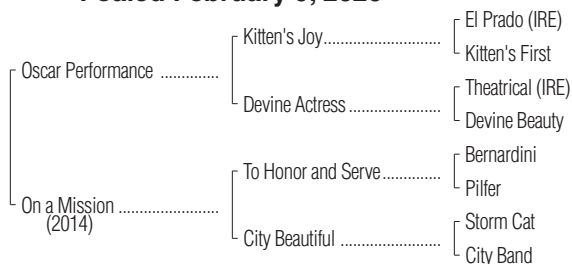 Foaled February
El Prado (IRE)
Kitten's Joy
Kitten's First
Oscar Performance
Theatrical (IRE)
Devine Actress
Devine Beauty
Bernardini
To Honor and Serve
Pilfer
On a Mission
(2014)
Storm Cat
City Beautiful
City Band